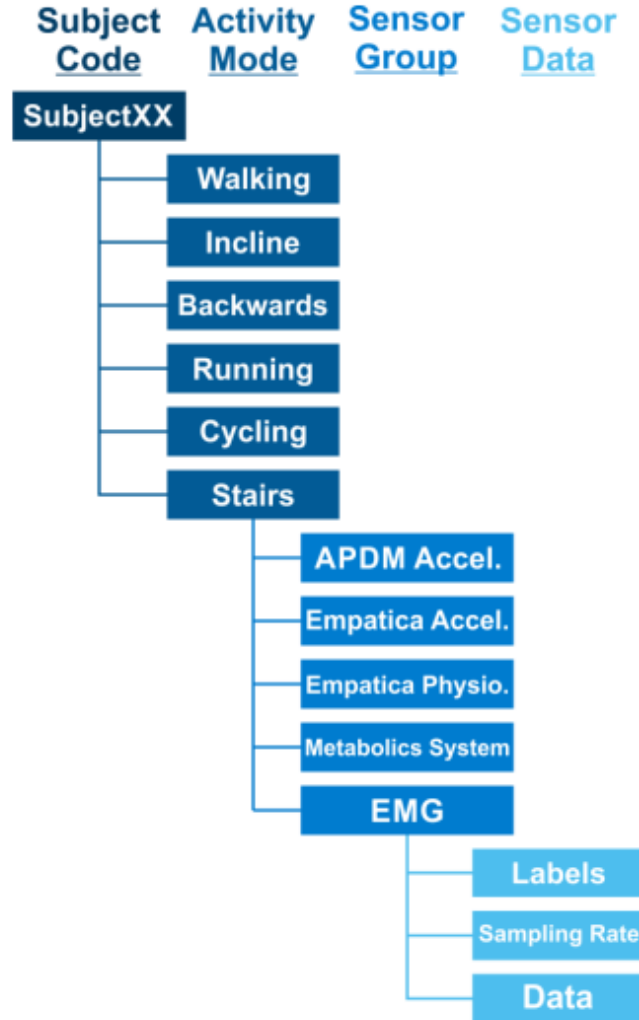 Subject Activity Sensor Sensor
Code Mode Group Data
SubjectXX
Walking
Incline
Backwards
Running
Cycling
Stairs
APDM Accel.
Empatica Accel.
Empatica Physio.
Metabolics System
EMG
Labels
Sampling Rate
Data